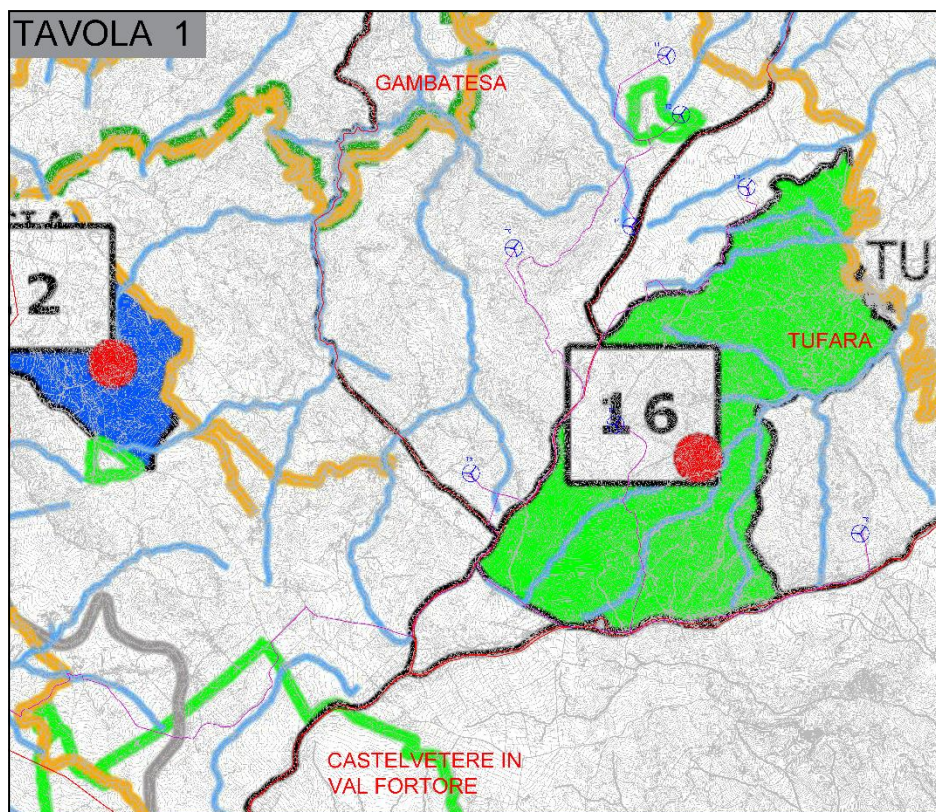 TAVOLA 1
GAMBATESA
TU
TUFARA
2
16
CASTELVETERE IN
VAL FORTORE